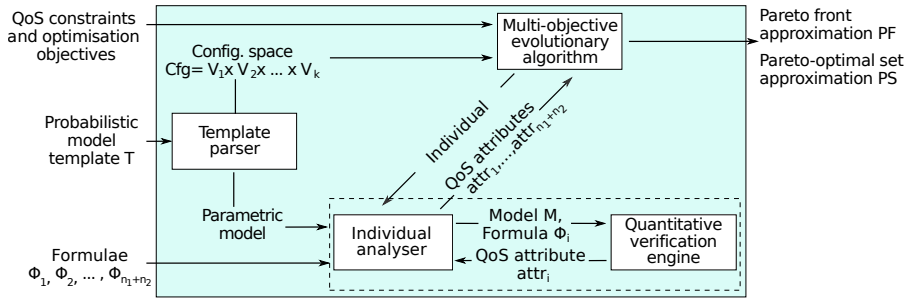 QoS constraints
and optimisation
objectives
Config. space
Cfg= V₁x V₂x ... x Vₖ
Multi-objective
evolutionary
algorithm
Pareto front
approximation PF
Pareto-optimal set
approximation PS
Probabilistic
model
template T
Template
parser
Individual
QoS attributes
attr₁,...,attrₙ₁₊ₙ₂
Parametric
model
Individual
analyser
Model M,
Formula Φᵢ
QoS attribute
attrᵢ
Quantitative
verification
engine
Formulae
Φ₁, Φ₂, ... , Φₙ₁₊ₙ₂